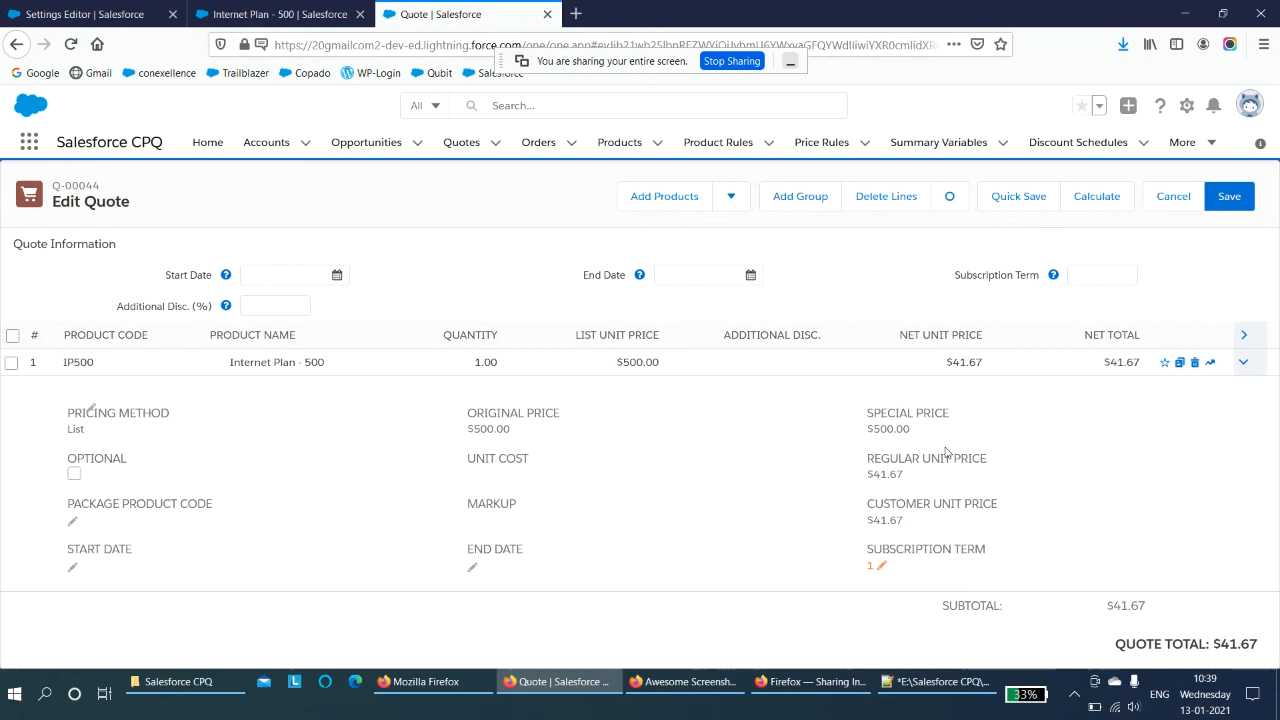 Settings Editor | Salesforce
Internet Plan - 500 | Salesforce
Quote | Salesforce
You are sharing your entire screen.
Stop Sharing
Google
Gmail
conexellence
Trailblazer
Copado
WP-Login
Qubit
All
Search...
Salesforce CPQ
Home
Accounts
Opportunities
Quotes
Orders
Products
Product Rules
Price Rules
Summary Variables
Discount Schedules
More
Q-00044
Edit Quote
Add Products
Add Group
Delete Lines
Quick Save
Calculate
Cancel
Save
Quote Information
Start Date
End Date
Subscription Term
Additional Disc. (%)
# PRODUCT CODE PRODUCT NAME QUANTITY LIST UNIT PRICE ADDITIONAL DISC. NET UNIT PRICE NET TOTAL
1 IP500 Internet Plan - 500 1.00 $500.00 $41.67 $41.67
PRICING METHOD ORIGINAL PRICE SPECIAL PRICE
List $500.00 $500.00
OPTIONAL UNIT COST REGULAR UNIT PRICE
$41.67
PACKAGE PRODUCT CODE MARKUP CUSTOMER UNIT PRICE
$41.67
START DATE END DATE SUBSCRIPTION TERM
1
SUBTOTAL: $41.67
QUOTE TOTAL: $41.67
Salesforce CPQ
Mozilla Firefox
Quote | Salesforce ...
Awesome Screensh...
Firefox — Sharing In...
*E:\Salesforce CPQ\...
33%
ENG
10:39
Wednesday
13-01-2021